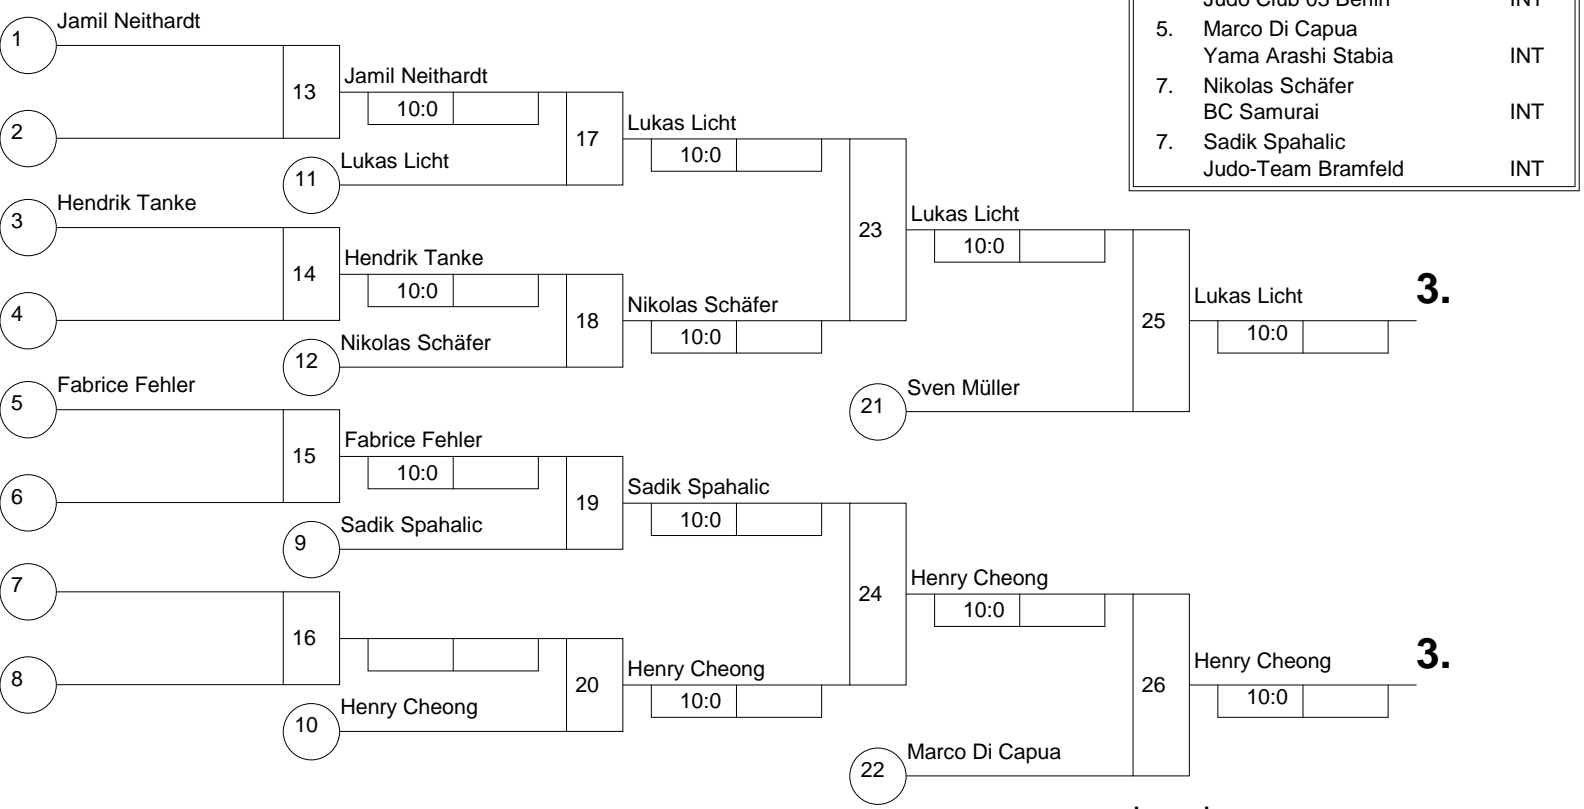 Judo Club 03 Berlin INT
5. Marco Di Capua
Yama Arashi Stabia INT
7. Nikolas Schäfer
BC Samurai INT
7. Sadik Spahalic
Judo-Team Bramfeld INT
1 Jamil Neithardt
2
13
Jamil Neithardt
10:0
11 Lukas Licht
17
Lukas Licht
10:0
3 Hendrik Tanke
4
14
Hendrik Tanke
10:0
12 Nikolas Schäfer
18
Nikolas Schäfer
10:0
23
Lukas Licht
10:0
21 Sven Müller
25
Lukas Licht 3.
10:0
5 Fabrice Fehler
6
15
Fabrice Fehler
10:0
9 Sadik Spahalic
19
Sadik Spahalic
10:0
7
8
16
10 Henry Cheong
20
Henry Cheong
10:0
24
Henry Cheong
10:0
22 Marco Di Capua
26
Henry Cheong 3.
10:0